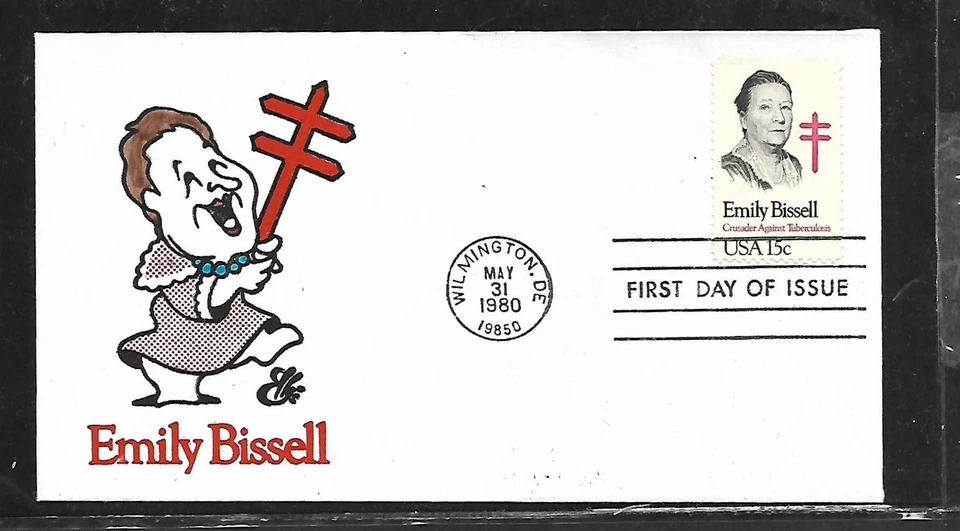 Emily Bissell
Crusader Against Tuberculosis
USA 15c
WILMINGTON, DE
MAY
31
1980
19850
FIRST DAY OF ISSUE
Emily Bissell